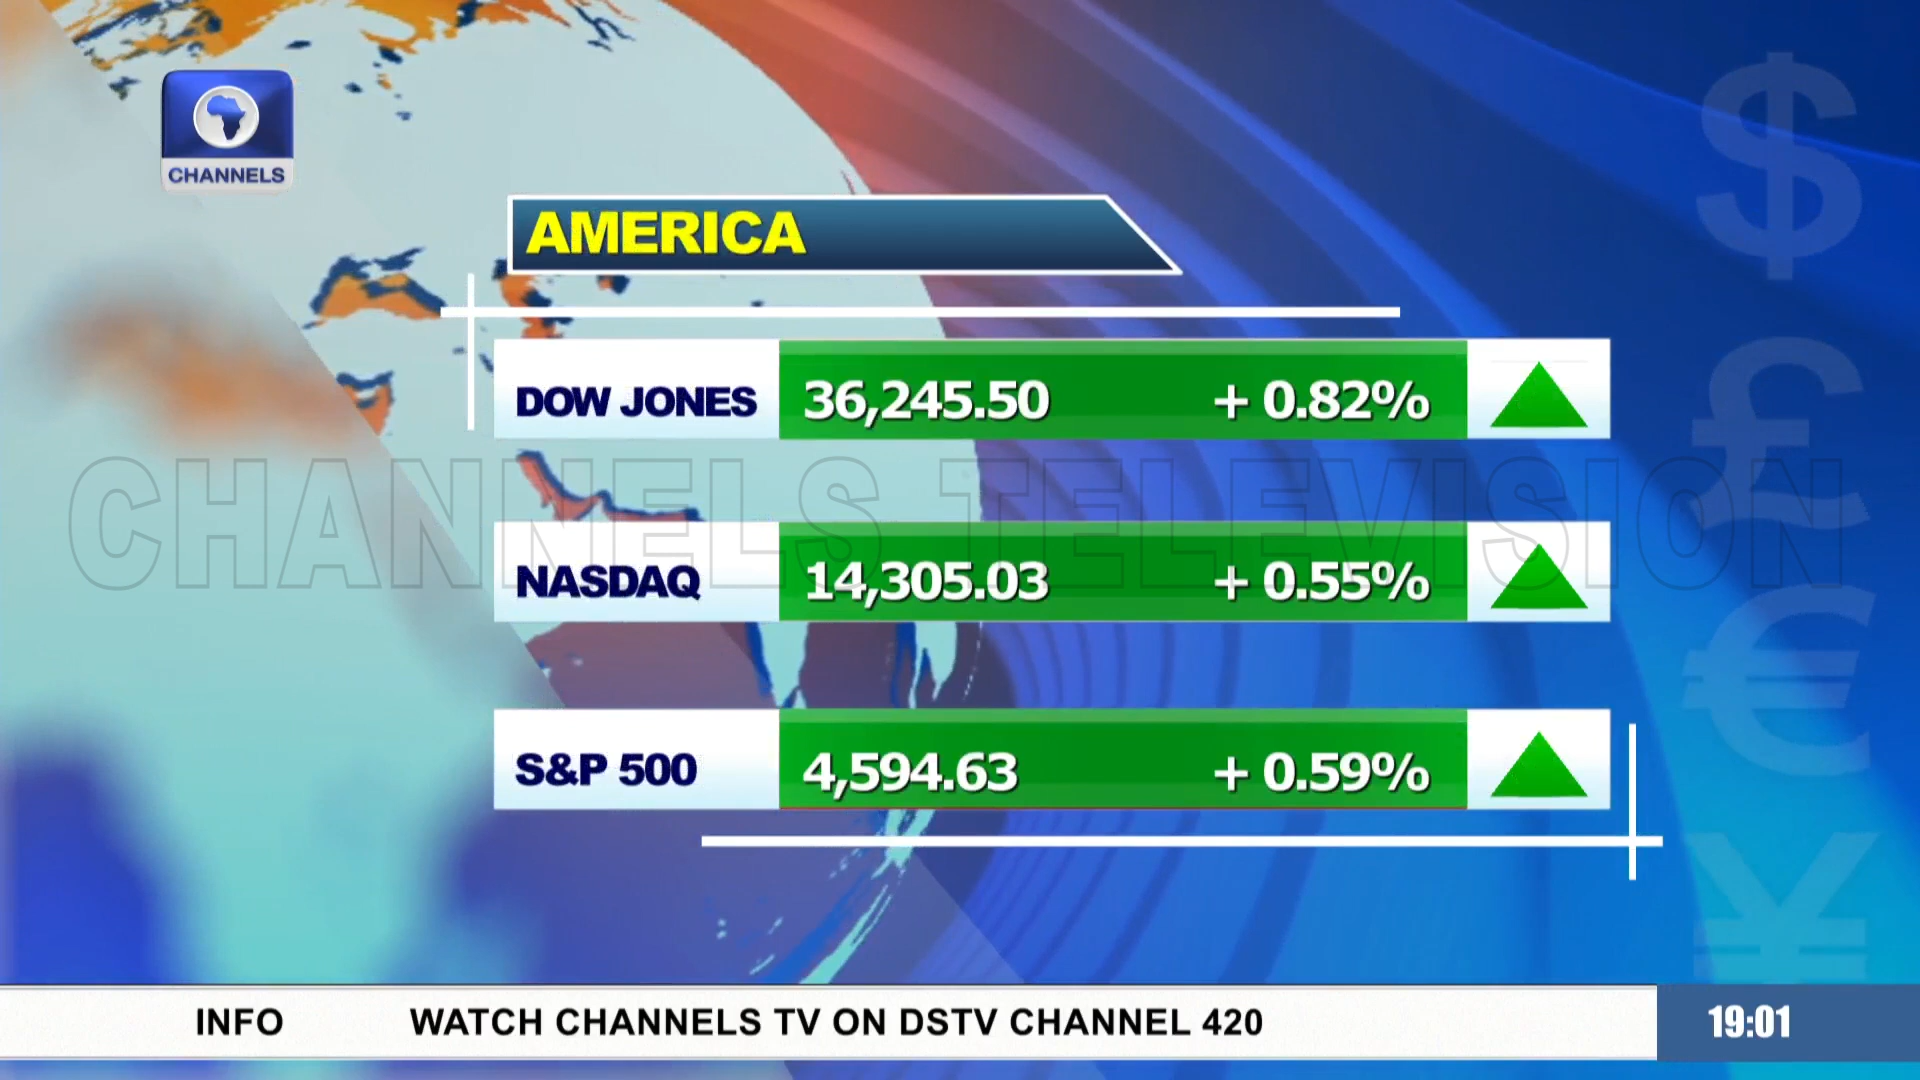 CHANNELS
AMERICA
DOW JONES 36,245.50 + 0.82%
CHANNELS TELEVISION
NASDAQ 14,305.03 + 0.55%
S&P 500 4,594.63 + 0.59%
$
£
€
¥
INFO WATCH CHANNELS TV ON DSTV CHANNEL 420 19:01